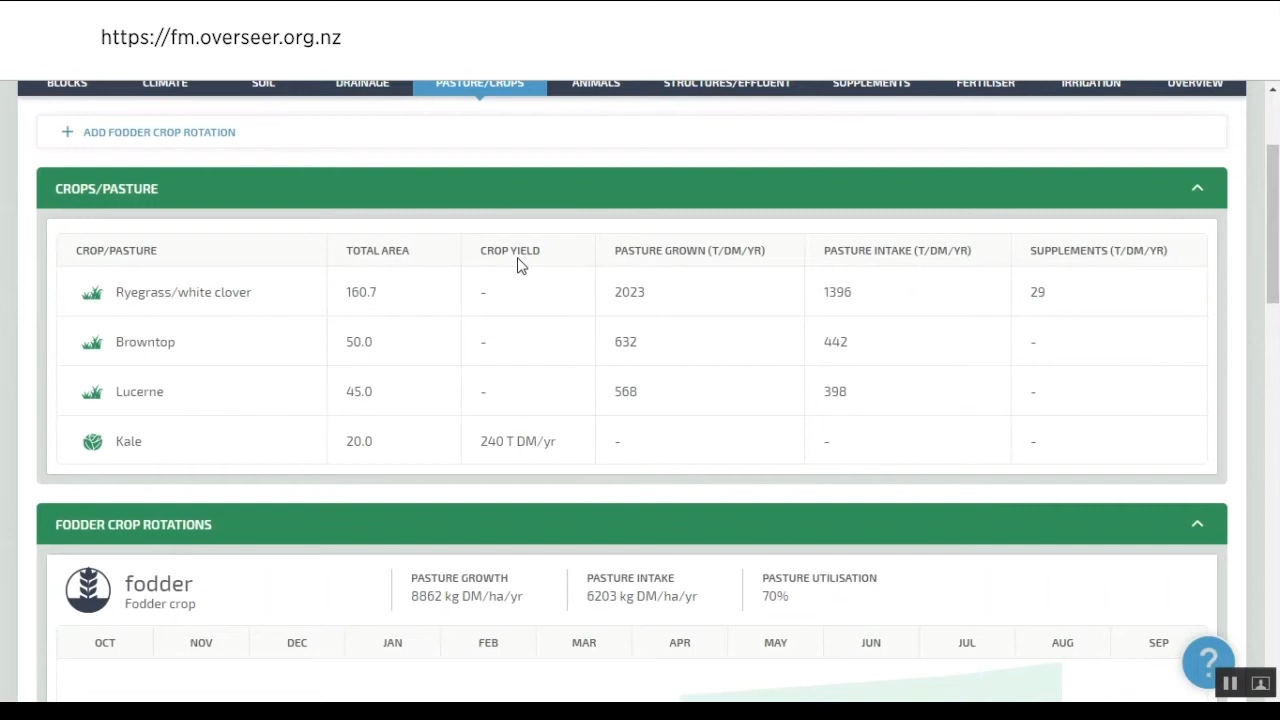 https://fm.overseer.org.nz
BLOCKS CLIMATE SOIL DRAINAGE PASTURE/CROPS ANIMALS STRUCTURES/EFFLUENT SUPPLEMENTS FERTILISER IRRIGATION OVERVIEW
+ ADD FODDER CROP ROTATION
CROPS/PASTURE
CROP/PASTURE TOTAL AREA CROP YIELD PASTURE GROWN (T/DM/YR) PASTURE INTAKE (T/DM/YR) SUPPLEMENTS (T/DM/YR)
Ryegrass/white clover 160.7 - 2023 1396 29
Browntop 50.0 - 632 442 -
Lucerne 45.0 - 568 398 -
Kale 20.0 240 T DM/yr - - -
FODDER CROP ROTATIONS
fodder PASTURE GROWTH PASTURE INTAKE PASTURE UTILISATION
Fodder crop 8862 kg DM/ha/yr 6203 kg DM/ha/yr 70%
OCT NOV DEC JAN FEB MAR APR MAY JUN JUL AUG SEP
?